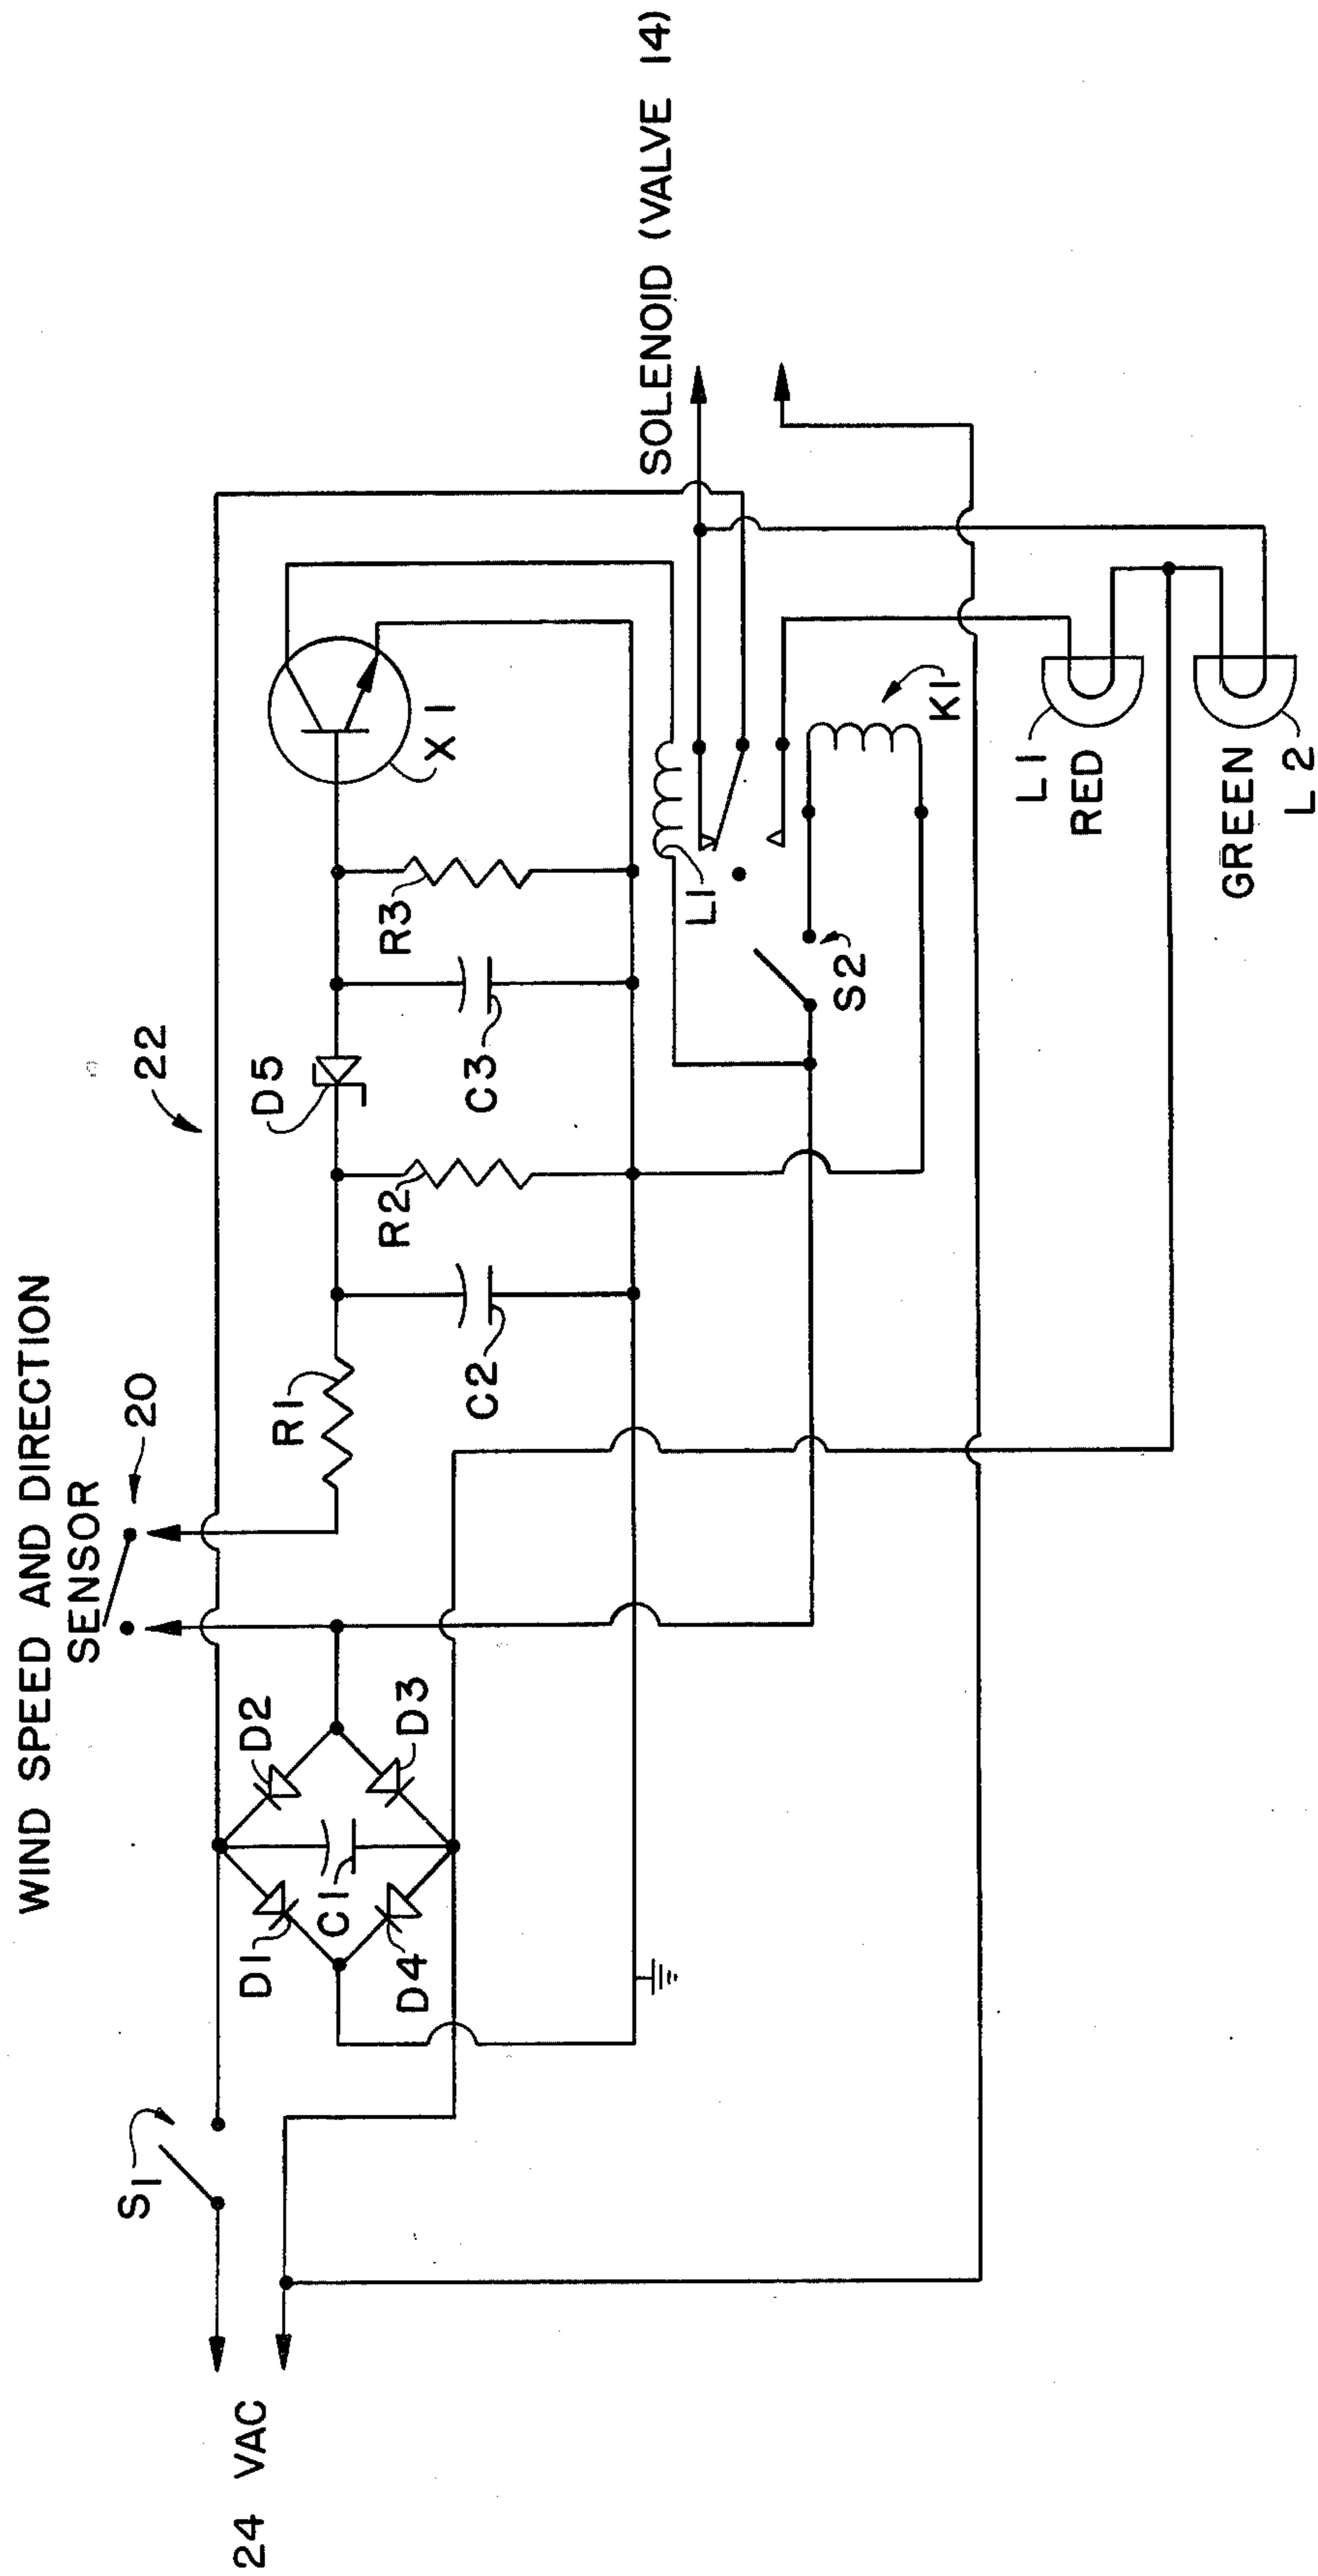 WIND SPEED AND DIRECTION
SENSOR
20
22
S1
24 VAC
D1
D2
C1
D3
D4
R1
C2
R2
D5
C3
R3
X1
SOLENOID (VALVE 14)
L1
S2
K1
L1
RED
GREEN
L2